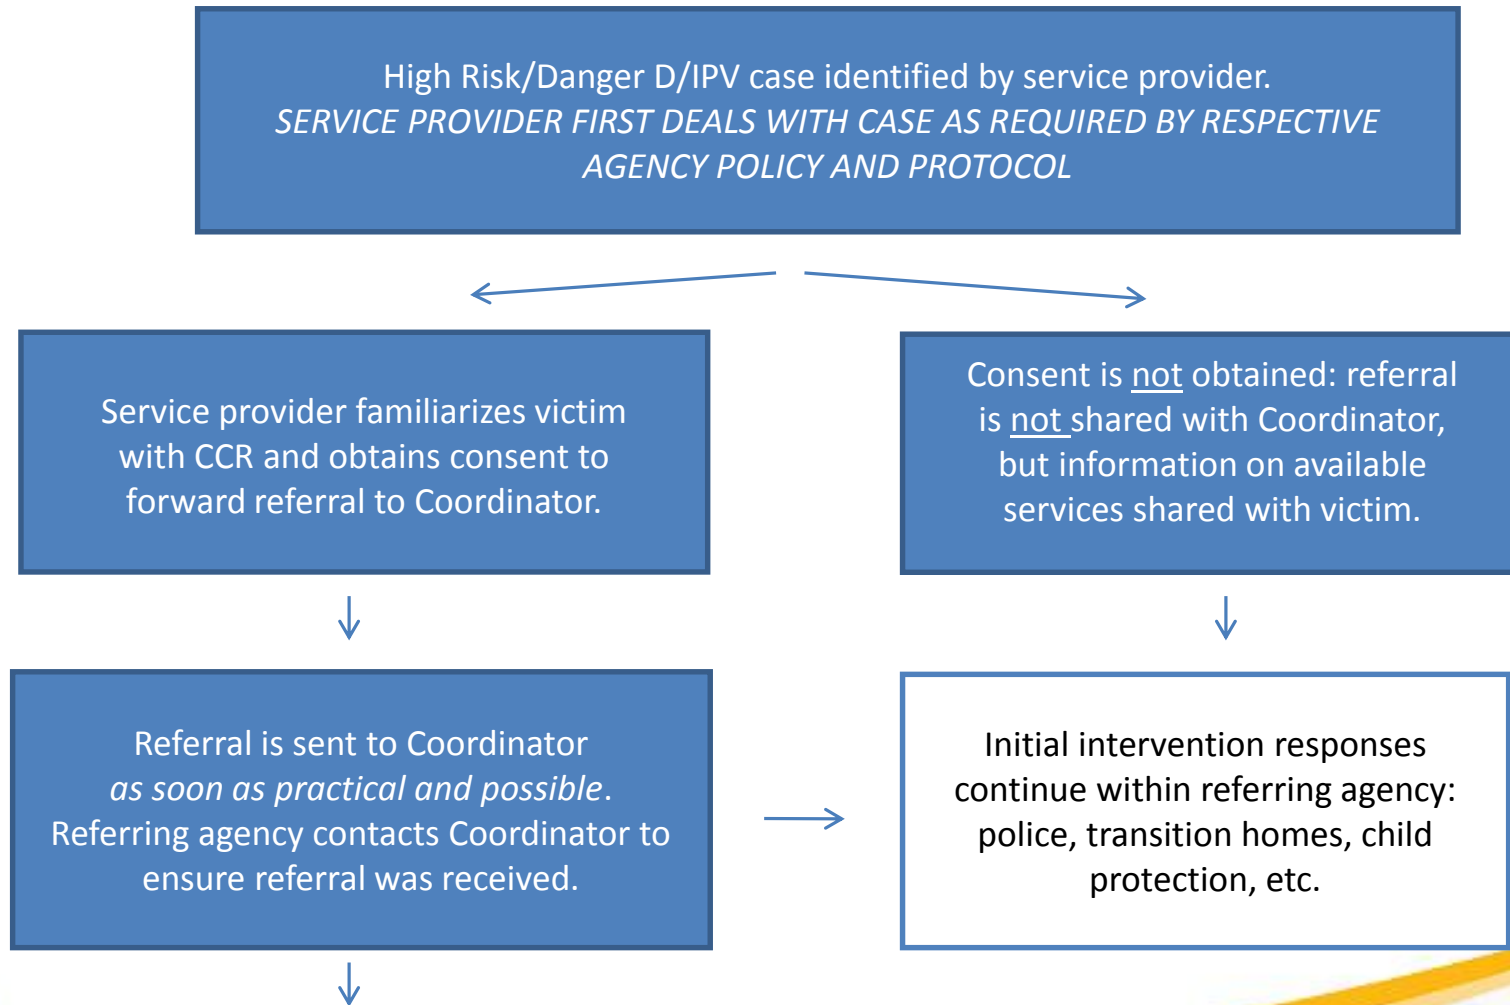 High Risk/Danger D/IPV case identified by service provider.
SERVICE PROVIDER FIRST DEALS WITH CASE AS REQUIRED BY RESPECTIVE
AGENCY POLICY AND PROTOCOL
Service provider familiarizes victim
with CCR and obtains consent to
forward referral to Coordinator.
Consent is not obtained: referral
is not shared with Coordinator,
but information on available
services shared with victim.
Referral is sent to Coordinator
as soon as practical and possible.
Referring agency contacts Coordinator to
ensure referral was received.
Initial intervention responses
continue within referring agency:
police, transition homes, child
protection, etc.